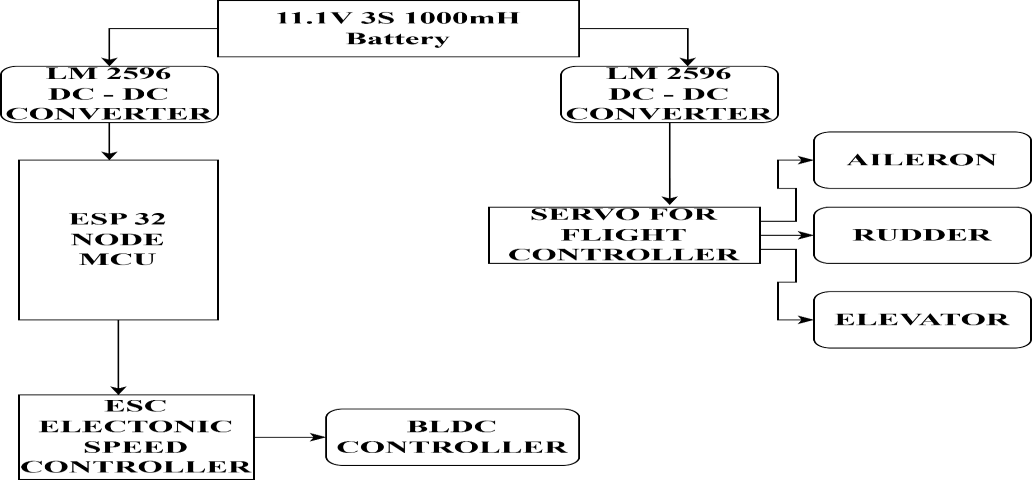 11.1V 3S 1000mH
Battery
LM 2596
DC - DC
CONVERTER
LM 2596
DC - DC
CONVERTER
AILERON
ESP 32
NODE
MCU
SERVO FOR
FLIGHT
CONTROLLER
RUDDER
ELEVATOR
ESC
ELECTONIC
SPEED
CONTROLLER
BLDC
CONTROLLER